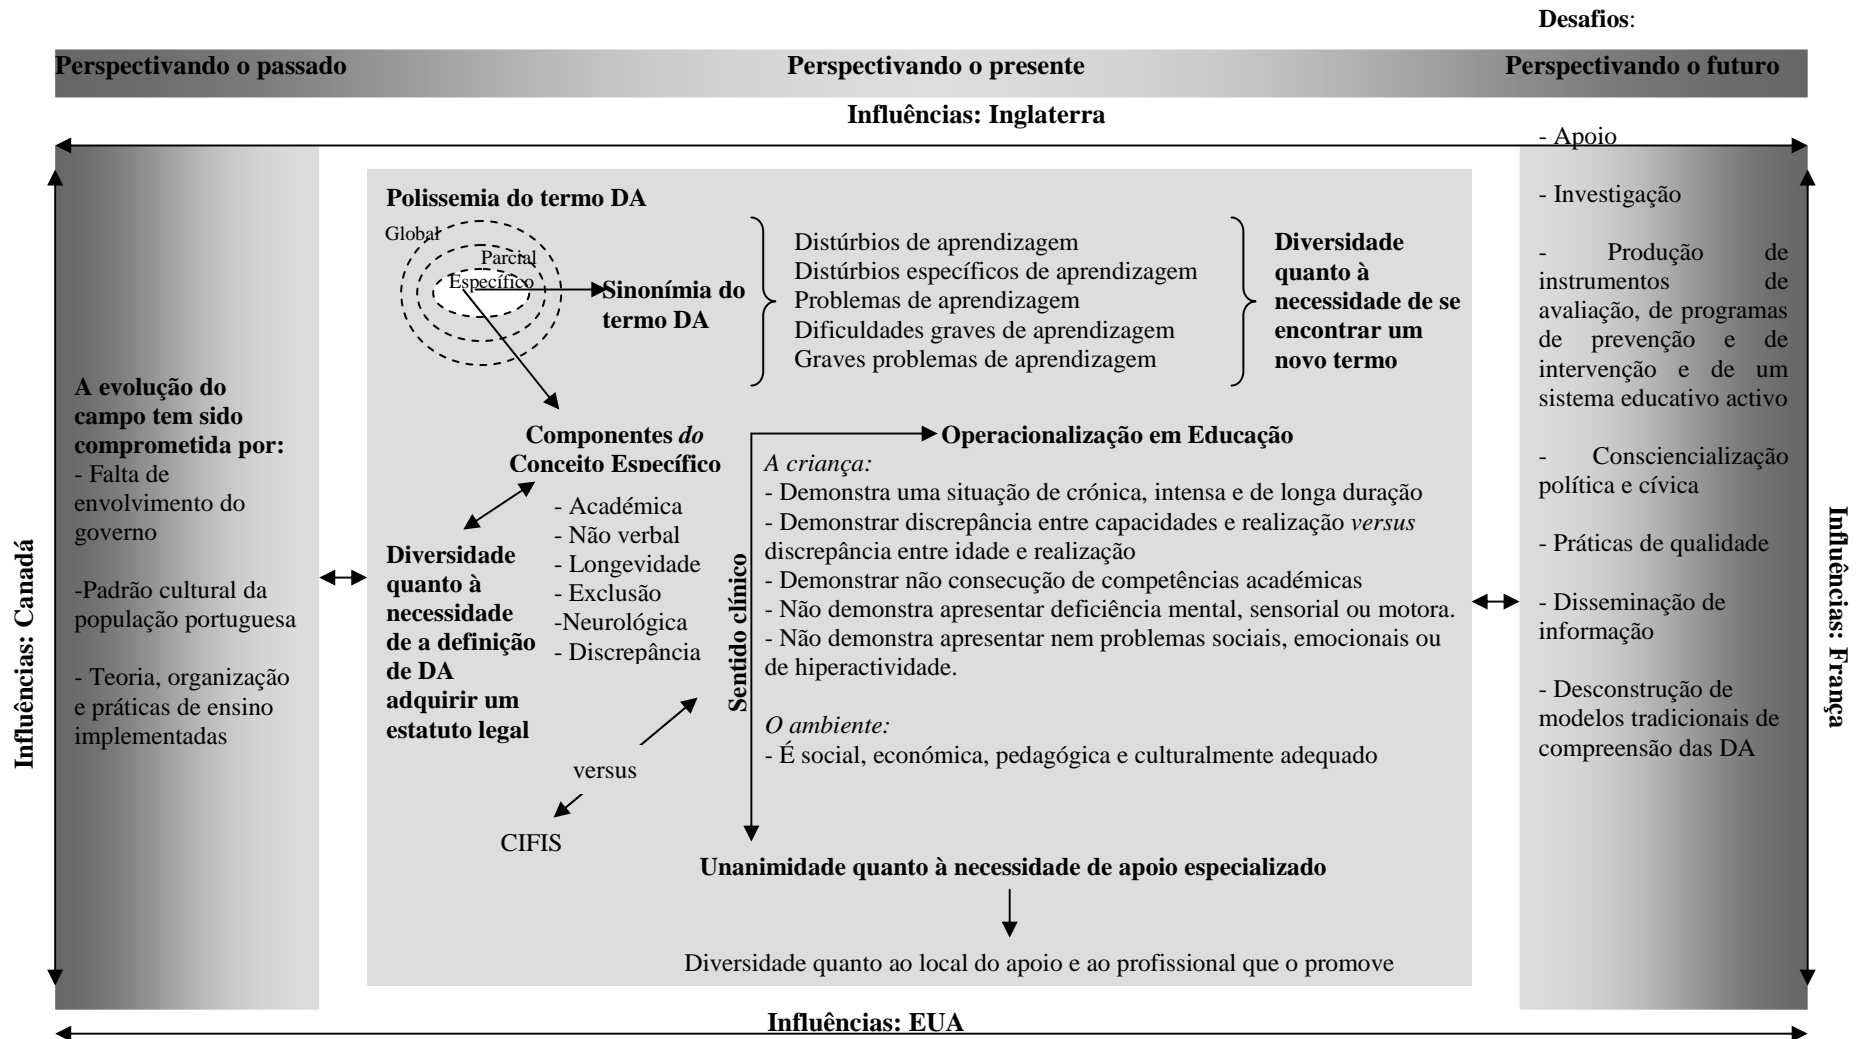 Desafios:
Perspectivando o passado
Perspectivando o presente
Perspectivando o futuro
Influências: Inglaterra
Influências: Canadá
A evolução do
campo tem sido
comprometida por:
- Falta de
envolvimento do
governo
-Padrão cultural da
população portuguesa
- Teoria, organização
e práticas de ensino
implementadas
Polissemia do termo DA
Global
Parcial
Específico
Sinonímia do
termo DA
Distúrbios de aprendizagem
Distúrbios específicos de aprendizagem
Problemas de aprendizagem
Dificuldades graves de aprendizagem
Graves problemas de aprendizagem
Diversidade
quanto à
necessidade de se
encontrar um
novo termo
Componentes do
Conceito Específico
- Académica
- Não verbal
- Longevidade
- Exclusão
-Neurológica
- Discrepância
Diversidade
quanto à
necessidade
de a definição
de DA
adquirir um
estatuto legal
versus
CIFIS
Sentido clínico
Operacionalização em Educação
A criança:
- Demonstra uma situação de crónica, intensa e de longa duração
- Demonstrar discrepância entre capacidades e realização versus
discrepância entre idade e realização
- Demonstrar não consecução de competências académicas
- Não demonstra apresentar deficiência mental, sensorial ou motora.
- Não demonstra apresentar nem problemas sociais, emocionais ou
de hiperactividade.
O ambiente:
- É social, económica, pedagógica e culturalmente adequado
Unanimidade quanto à necessidade de apoio especializado
Diversidade quanto ao local do apoio e ao profissional que o promove
- Apoio
- Investigação
- Produção de
instrumentos de
avaliação, de programas
de prevenção e de
intervenção e de um
sistema educativo activo
- Consciencialização
política e cívica
- Práticas de qualidade
- Disseminação de
informação
- Desconstrução de
modelos tradicionais de
compreensão das DA
Influências: França
Influências: EUA